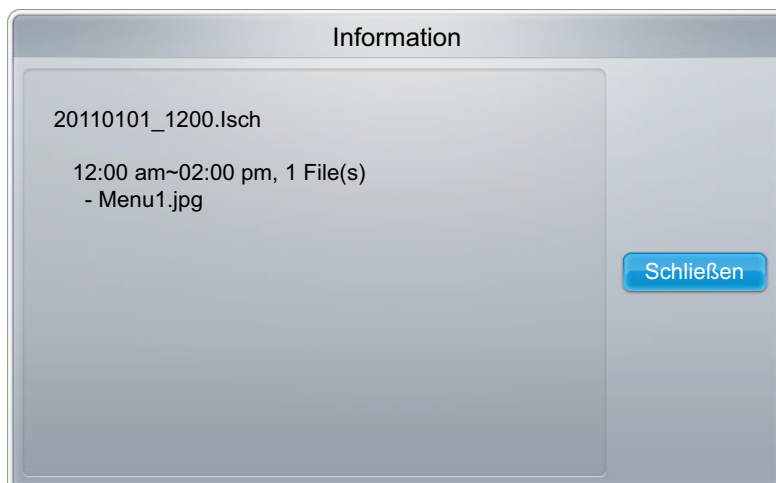 Information
20110101_1200.lsch
12:00 am~02:00 pm, 1 File(s)
- Menu1.jpg
Schließen